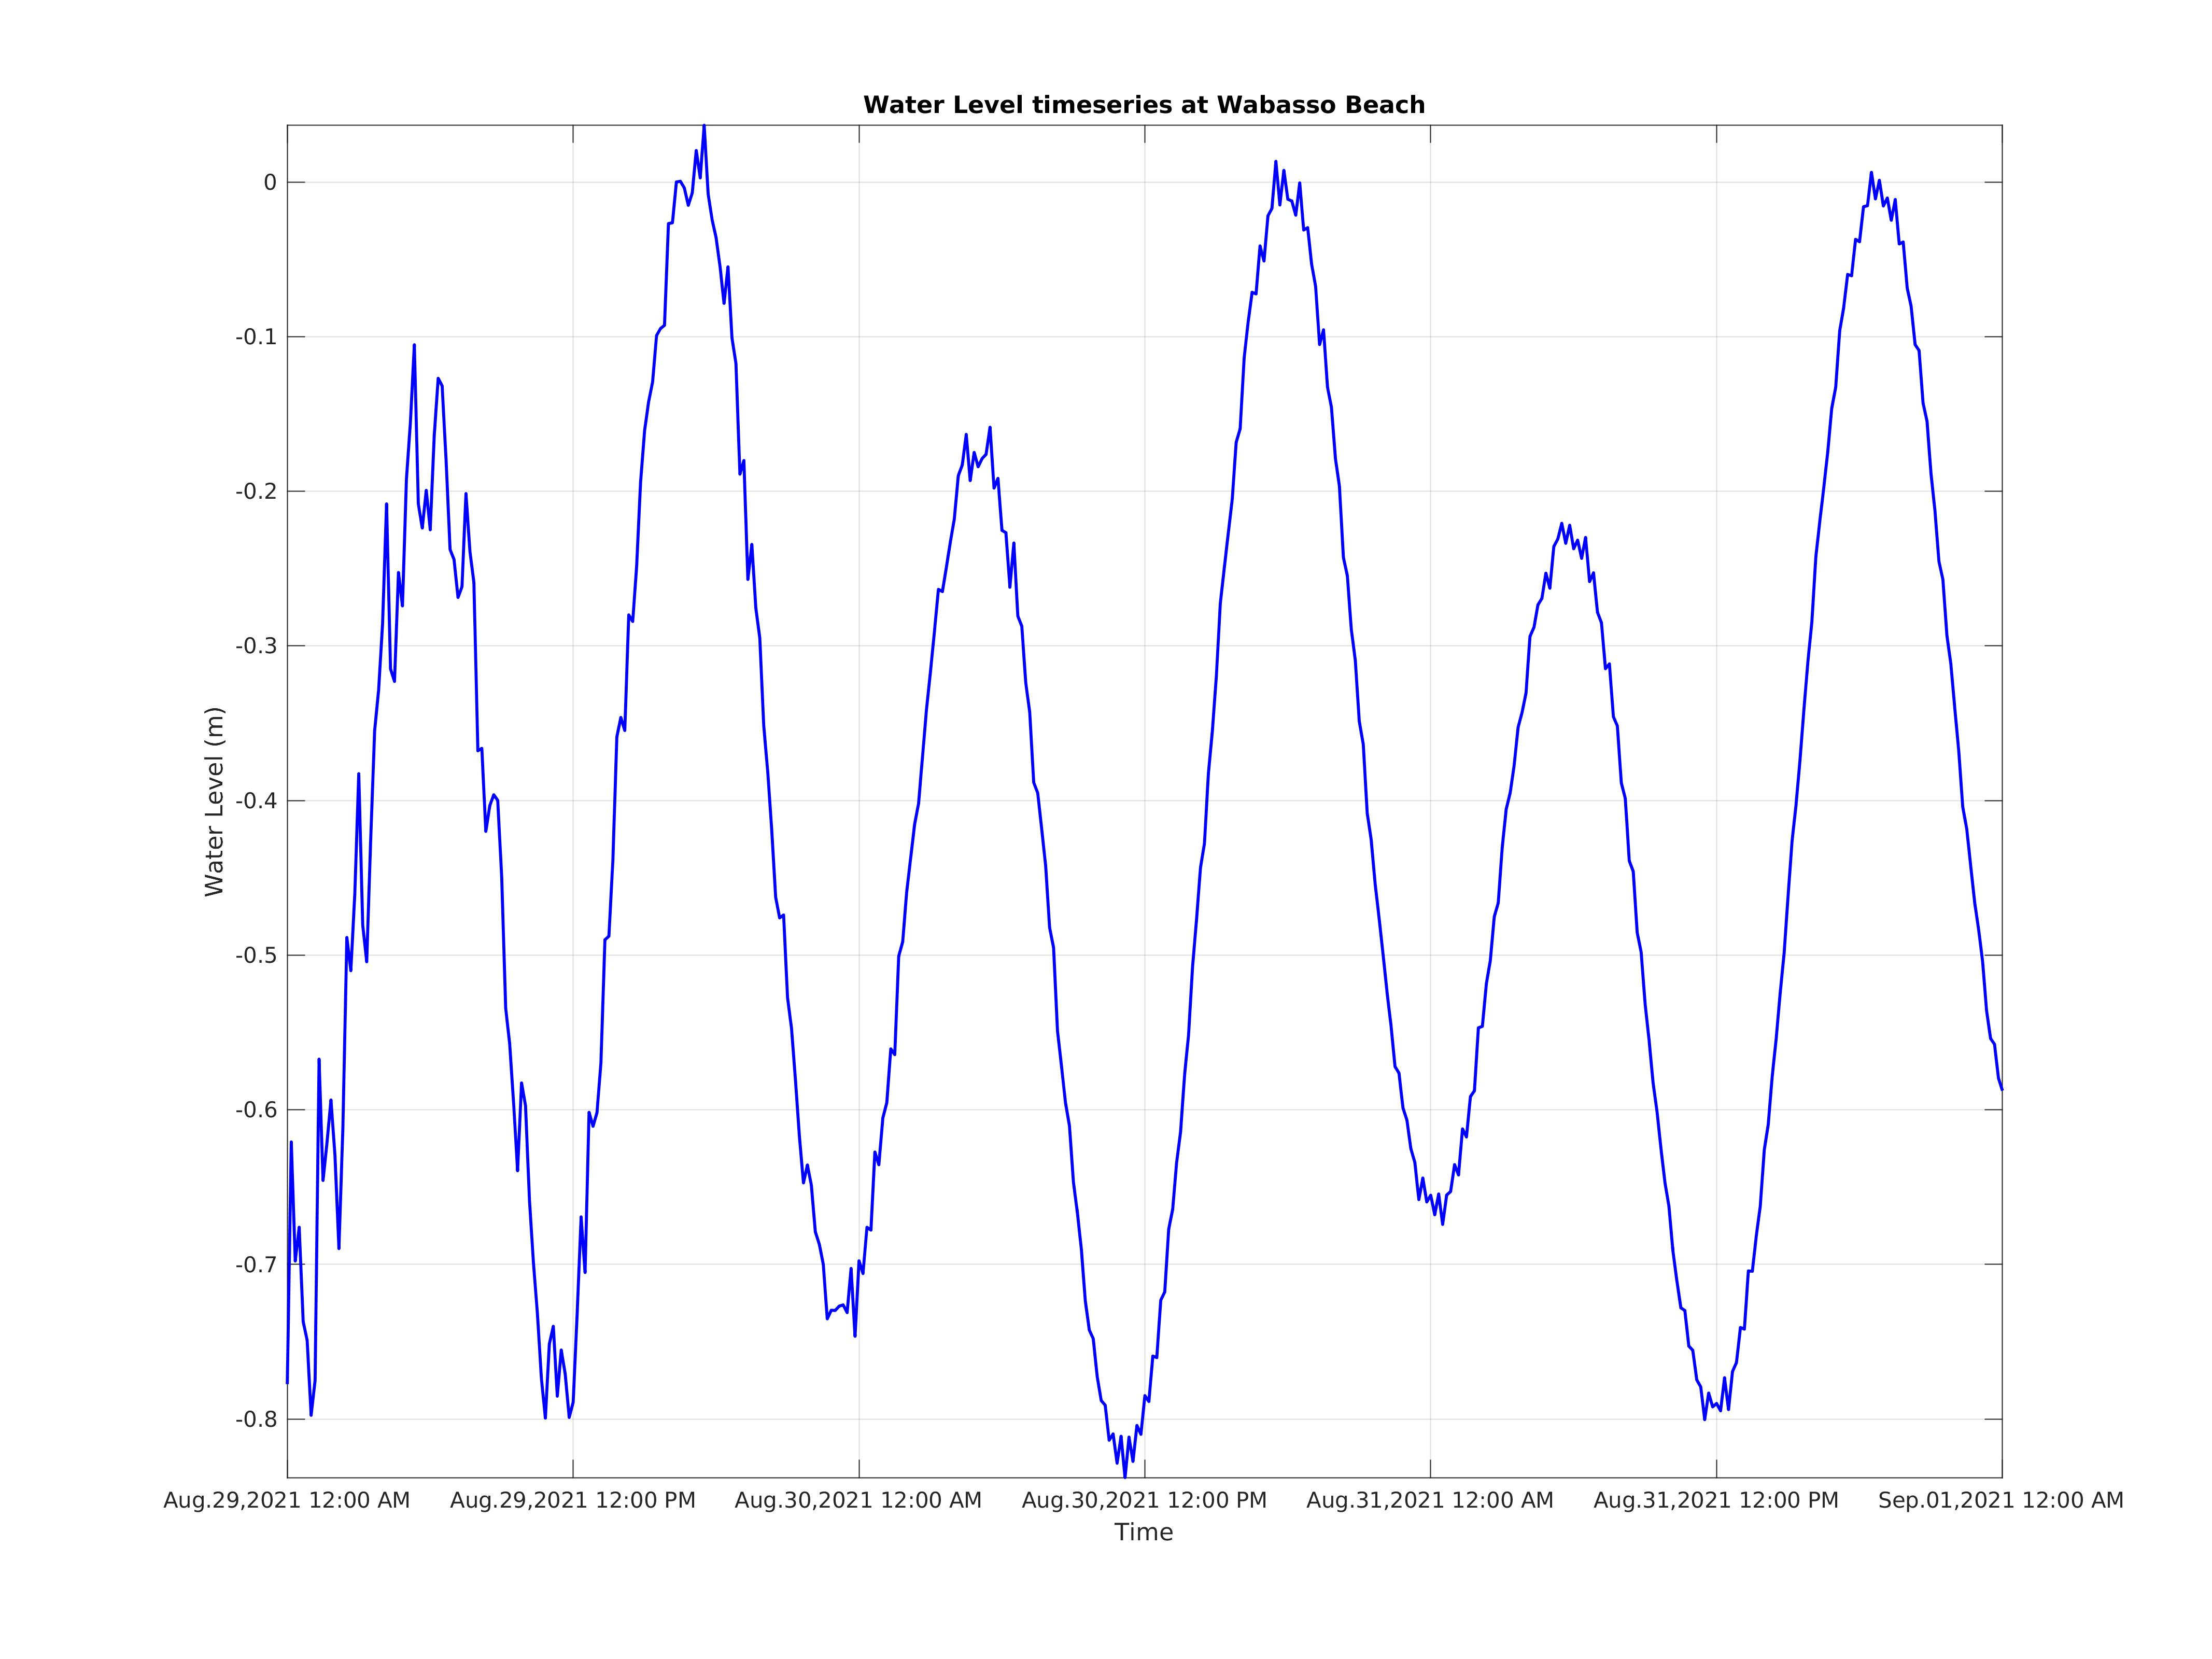 Water Level timeseries at Wabasso Beach
0
-0.1
-0.2
-0.3
-0.4
-0.5
-0.6
-0.7
-0.8
Water Level (m)
Aug.29,2021 12:00 AM
Aug.29,2021 12:00 PM
Aug.30,2021 12:00 AM
Aug.30,2021 12:00 PM
Aug.31,2021 12:00 AM
Aug.31,2021 12:00 PM
Sep.01,2021 12:00 AM
Time